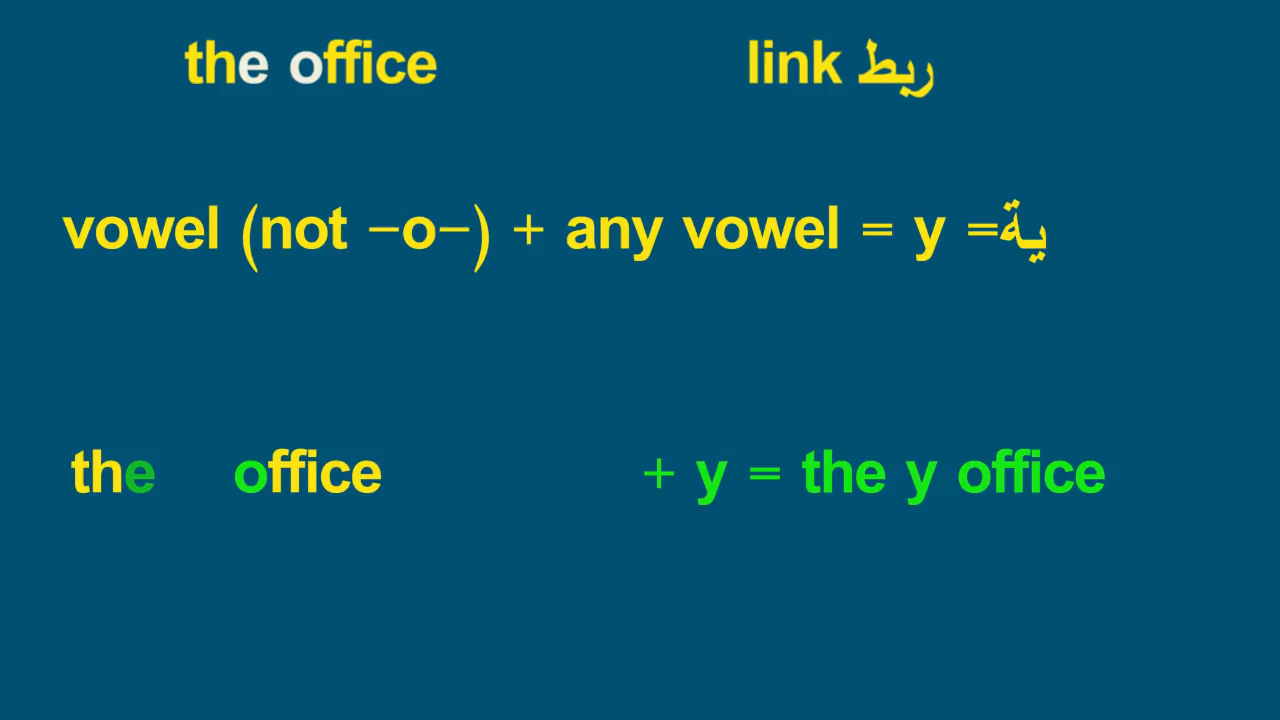 the office link ربط
vowel (not –o–) + any vowel = y =ية
the office + y = the y office